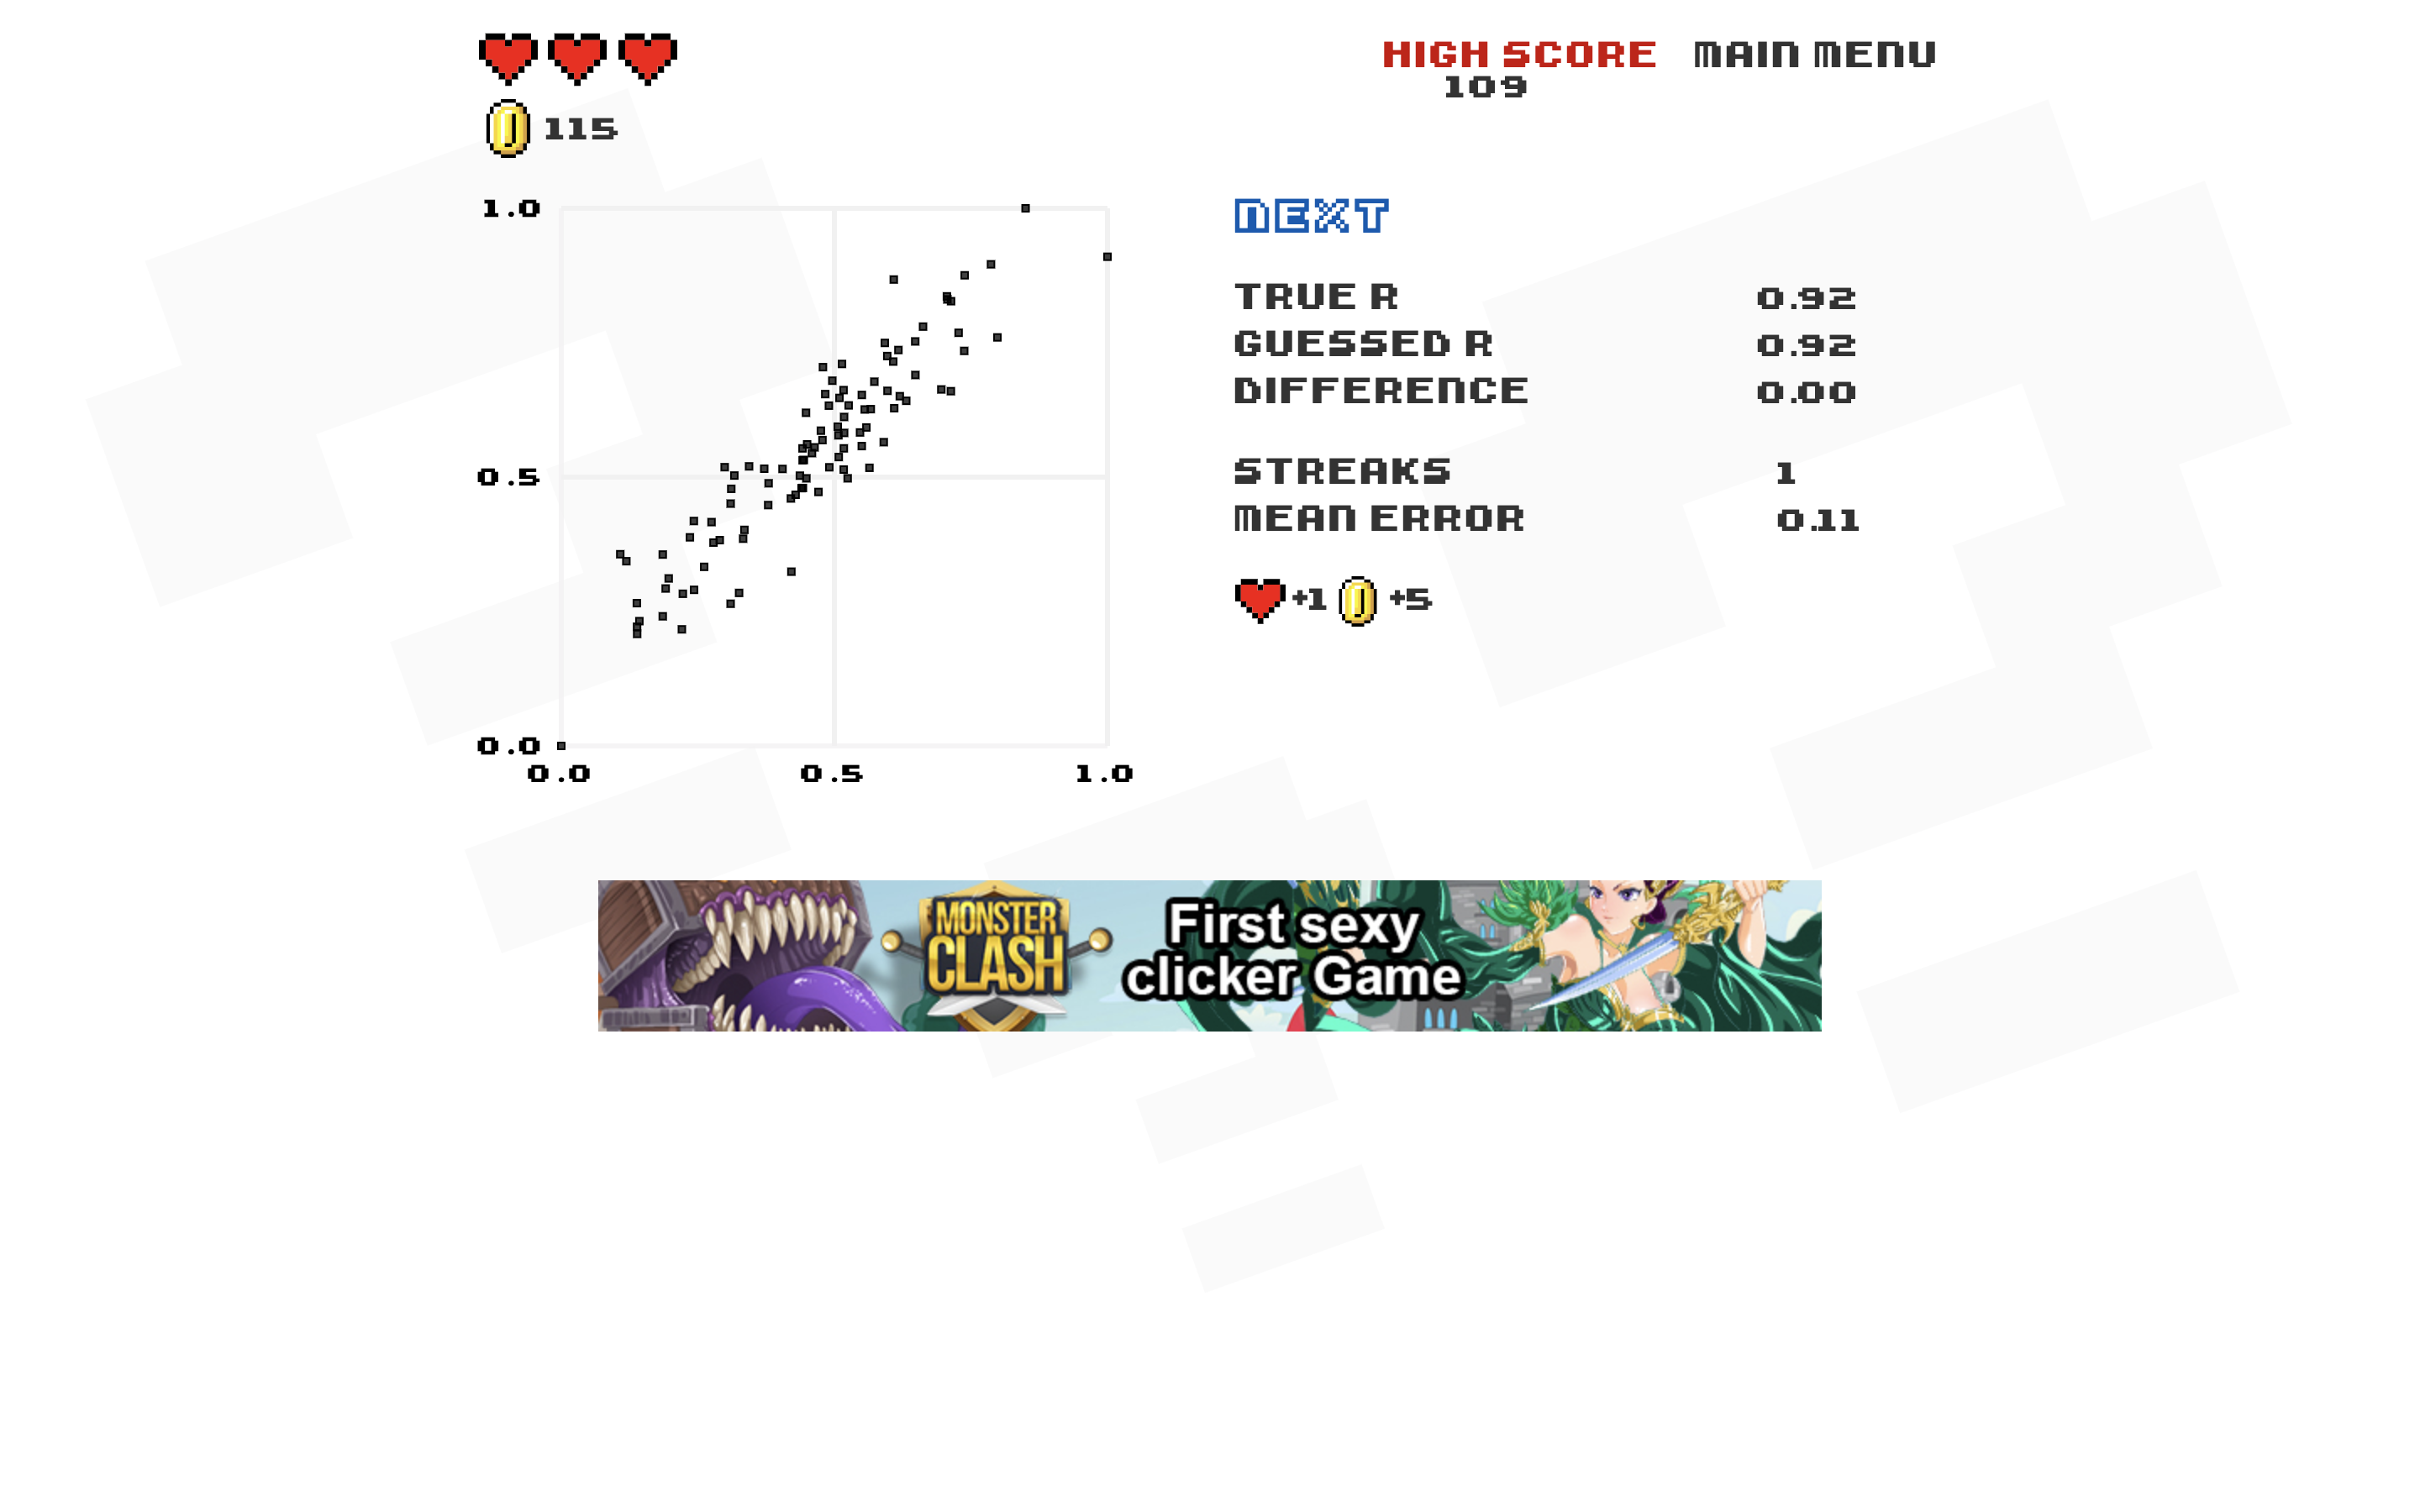 HIGH SCORE MAIN MENU
109
115
1.0
0.5
0.0
0.0 0.5 1.0
NEXT
TRUE R 0.92
GUESSED R 0.92
DIFFERENCE 0.00
STREAKS 1
MEAN ERROR 0.11
+1 +5
MONSTER
CLASH
First sexy
clicker Game